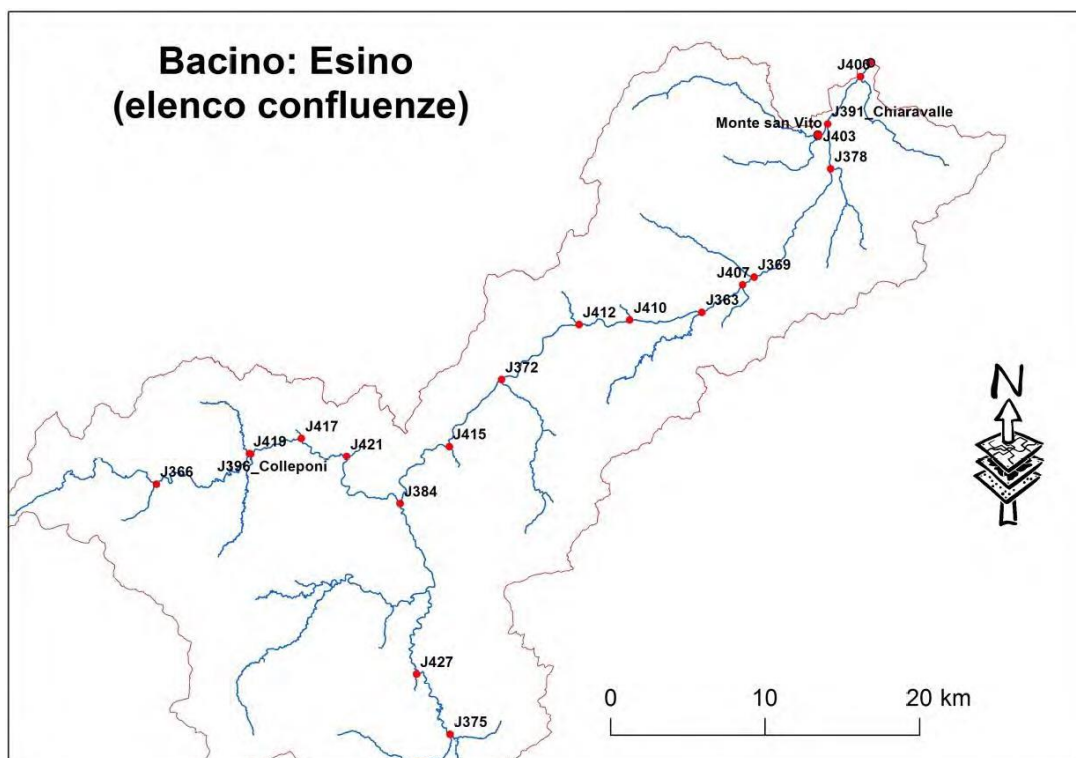 Bacino: Esino
(elenco confluenze)
J406
J391_Chiaravalle
Monte san Vito
J403
J378
J369
J407
J363
J410
J412
J372
J417
J419
J421
J415
J396_Colleponi
J366
J384
J427
J375
N
0 10 20 km